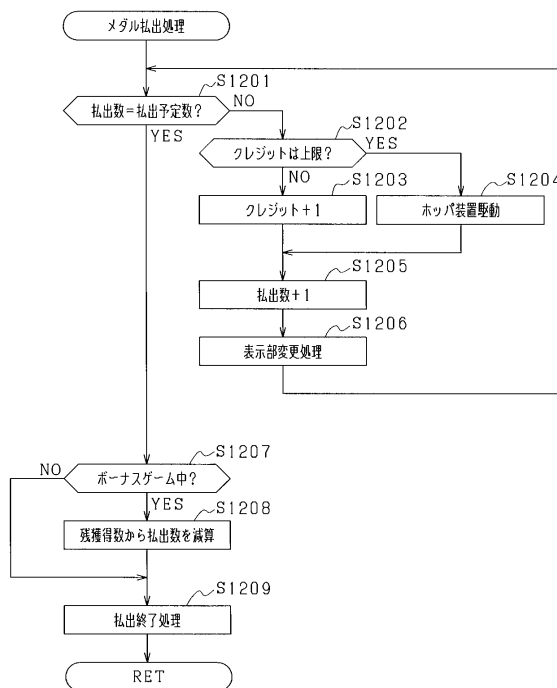 メダル払出処理
S1201
払出数=払出予定数?
NO
YES
S1202
クレジットは上限?
YES
NO
S1203
クレジット+1
S1204
ホッパ装置駆動
S1205
払出数+1
S1206
表示部変更処理
S1207
NO
ボーナスゲーム中?
YES
S1208
残獲得数から払出数を減算
S1209
払出終了処理
RET